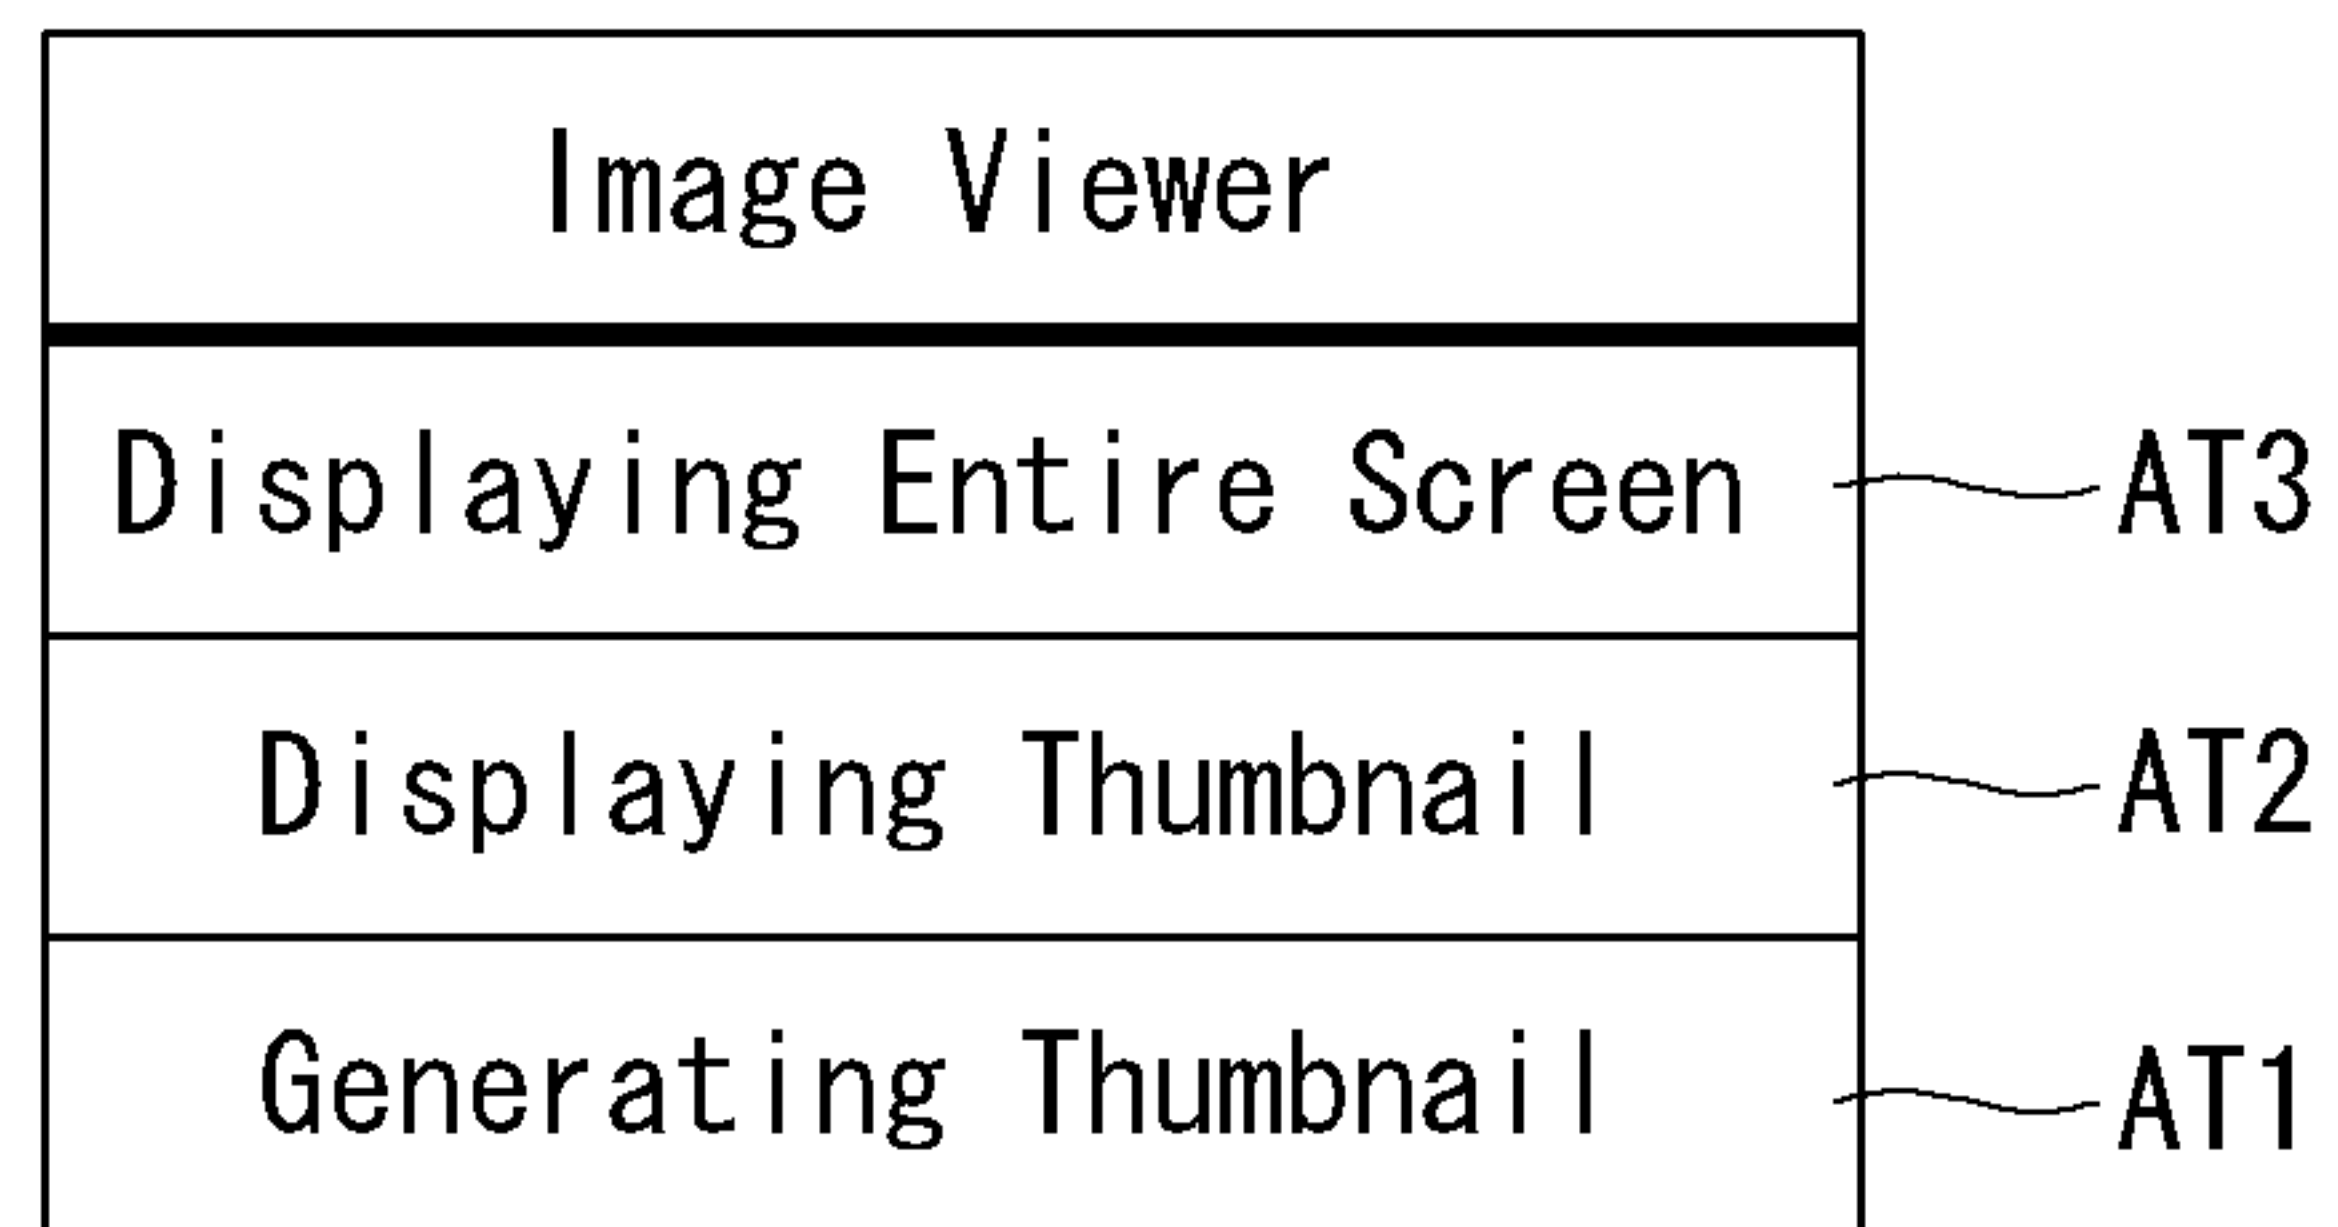 Image Viewer
Displaying Entire Screen AT3
Displaying Thumbnail AT2
Generating Thumbnail AT1